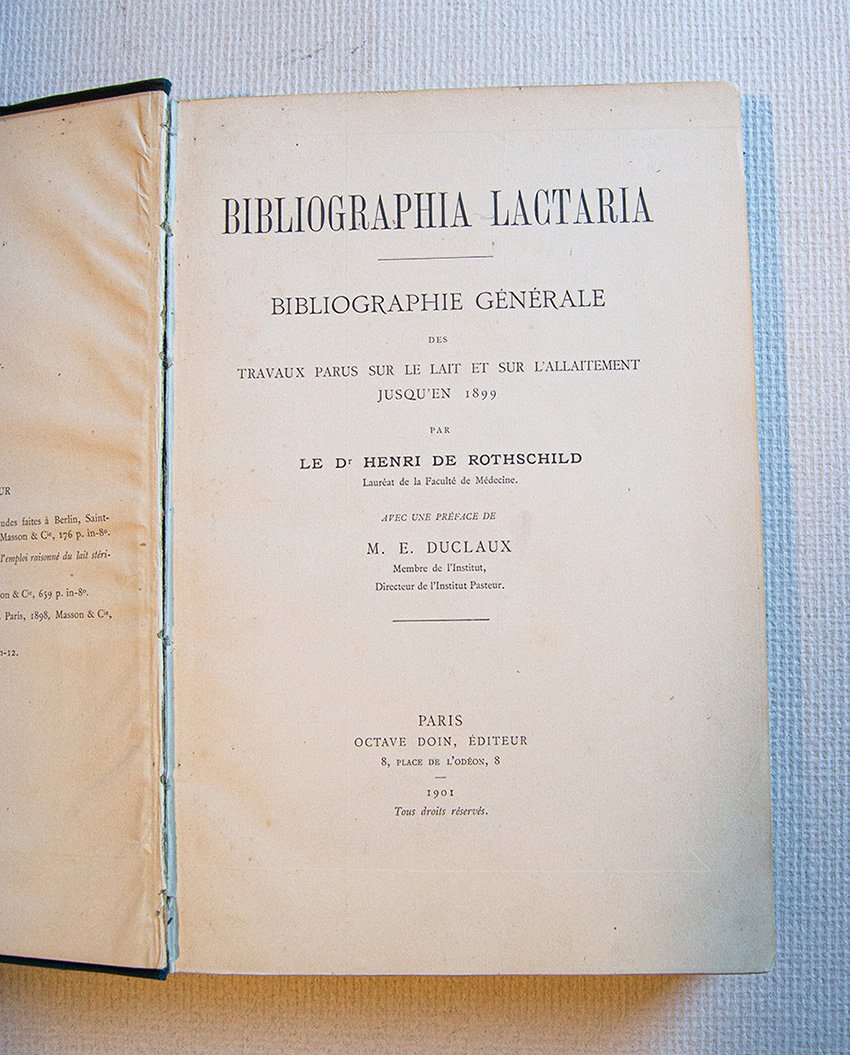 UR
udes faites à Berlin, Saint-
Masson & Cie, 176 p. in-8o.
l'emploi raisonné du lait stéri-
on & Cie, 659 p. in-8o.
Paris, 1898, Masson & Cie,
n-12.
BIBLIOGRAPHIA LACTARIA
BIBLIOGRAPHIE GÉNÉRALE
DES
TRAVAUX PARUS SUR LE LAIT ET SUR L'ALLAITEMENT
JUSQU'EN 1899
PAR
LE Dr HENRI DE ROTHSCHILD
Lauréat de la Faculté de Médecine.
AVEC UNE PRÉFACE DE
M. E. DUCLAUX
Membre de l'Institut,
Directeur de l'Institut Pasteur.
PARIS
OCTAVE DOIN, ÉDITEUR
8, PLACE DE L'ODÉON, 8
1901
Tous droits réservés.